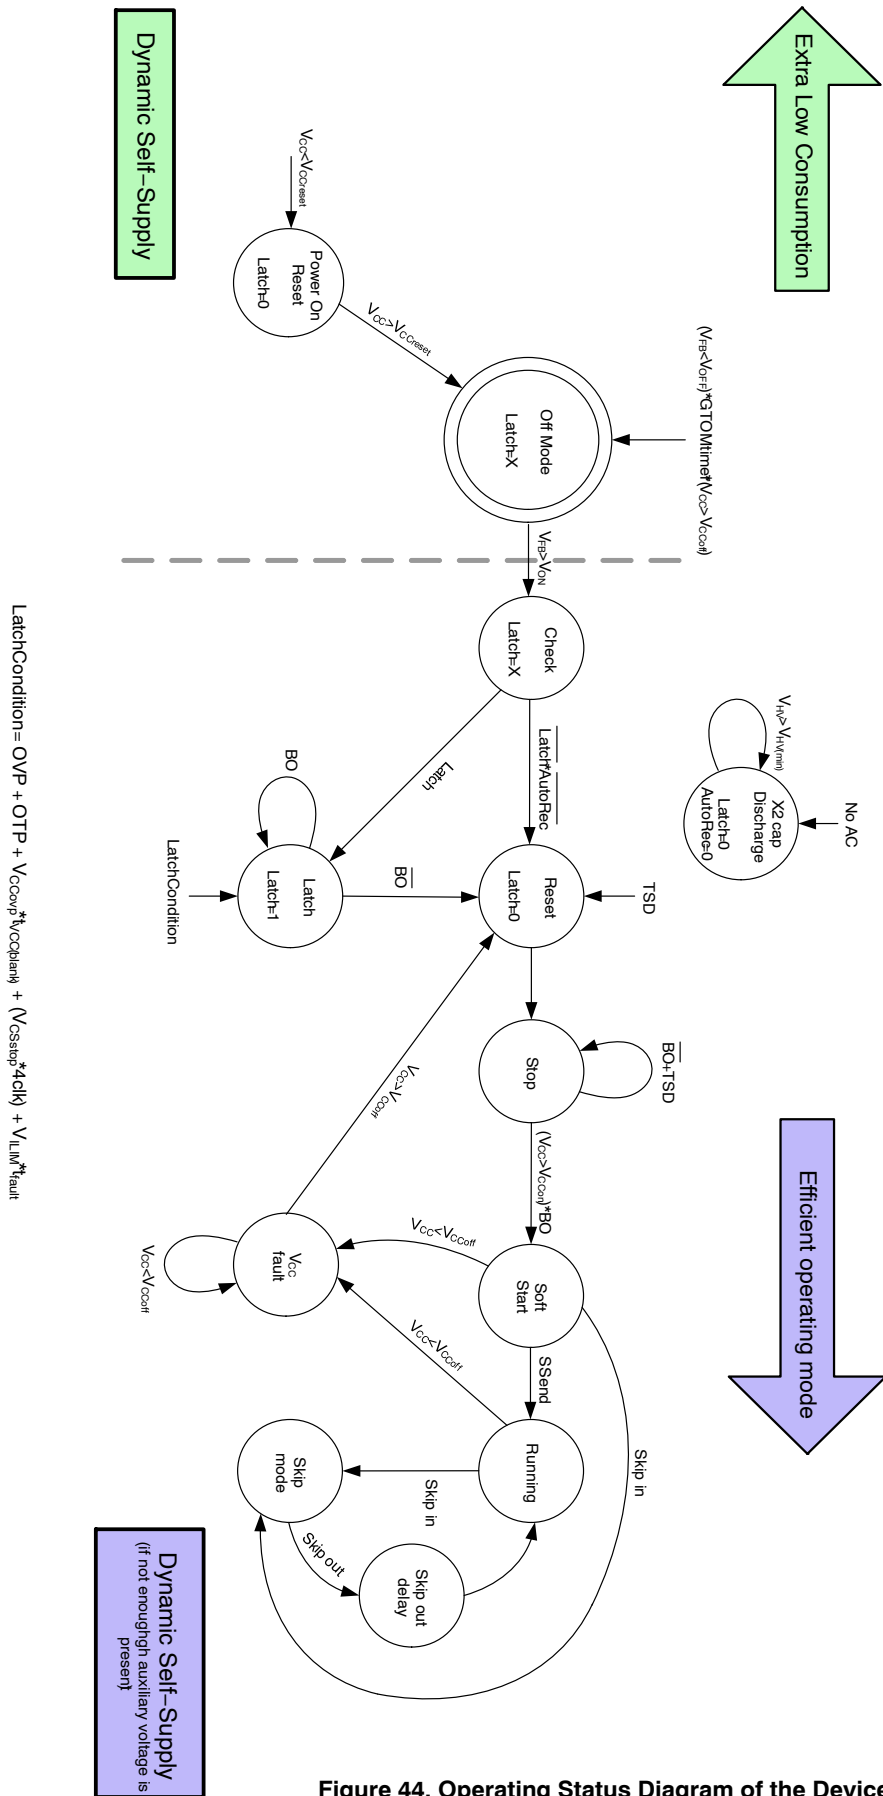 Extra Low Consumption
Dynamic Self−Supply
VCC<VCCreset
Power On
Reset
Latch=0
VCC>VCCreset
(VFB<VOFF)*GTOMtimer*(VCC>VCCoff)
Off Mode
Latch=X
VFB>VON
Check
Latch=X
Latch*AutoRec
Latch
VHV>VHV(min)
X2 cap
Discharge
Latch=0
AutoRec=0
No AC
BO
Latch
Latch=1
LatchCondition
BO
Reset
Latch=0
TSD
Stop
BO+TSD
(VCC>VCCon)*BO
VCC>VCCoff
VCC
fault
VCC<VCCoff
VCC<VCCoff
Soft
Start
SSend
VCC<VCCoff
Running
Skip in
Skip in
Skip
mode
Skip out
Skip out
delay
Efficient operating mode
Dynamic Self−Supply
(if not enoughgh auxiliary voltage is
present)
LatchCondition= OVP + OTP + VCCovp*tVCC(blank) + (VCSstop*4clk) + VILIM*tfault
Figure 44. Operating Status Diagram of the Device